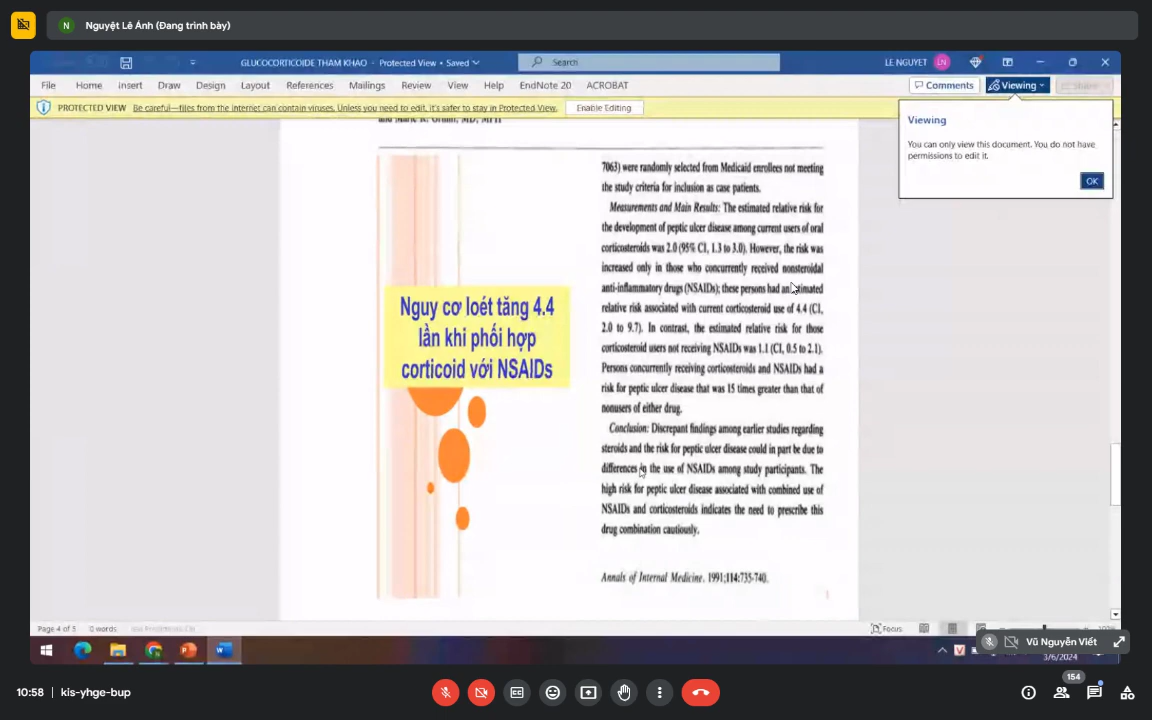 Nguyệt Lê Ánh (Đang trình bày)
N
GLUCOCORTICOIDE THAM KHAO - Protected View • Saved
Search
LE NGUYET
LN
File Home Insert Draw Design Layout References Mailings Review View Help EndNote 20 ACROBAT
Comments
Viewing
Share
PROTECTED VIEW Be careful—files from the Internet can contain viruses. Unless you need to edit, it's safer to stay in Protected View.
Enable Editing
Viewing
You can only view this document. You do not have
permissions to edit it.
OK
and Marie R. Griffin, MD, MPH
7063) were randomly selected from Medicaid enrollees not meeting
the study criteria for inclusion as case patients.
Measurements and Main Results: The estimated relative risk for
the development of peptic ulcer disease among current users of oral
corticosteroids was 2.0 (95% CI, 1.3 to 3.0). However, the risk was
increased only in those who concurrently received nonsteroidal
anti-inflammatory drugs (NSAIDs); these persons had an estimated
relative risk associated with current corticosteroid use of 4.4 (CI,
2.0 to 9.7). In contrast, the estimated relative risk for those
corticosteroid users not receiving NSAIDs was 1.1 (CI, 0.5 to 2.1).
Persons concurrently receiving corticosteroids and NSAIDs had a
risk for peptic ulcer disease that was 15 times greater than that of
nonusers of either drug.
Conclusion: Discrepant findings among earlier studies regarding
steroids and the risk for peptic ulcer disease could in part be due to
differences in the use of NSAIDs among study participants. The
high risk for peptic ulcer disease associated with combined use of
NSAIDs and corticosteroids indicates the need to prescribe this
drug combination cautiously.
Annals of Internal Medicine. 1991;114:735-740.
Nguy cơ loét tăng 4.4
lần khi phối hợp
corticoid với NSAIDs
Page 4 of 5 0 words
Focus
Vũ Nguyễn Viết
3/6/2024
10:58 kis-yhge-bup
154